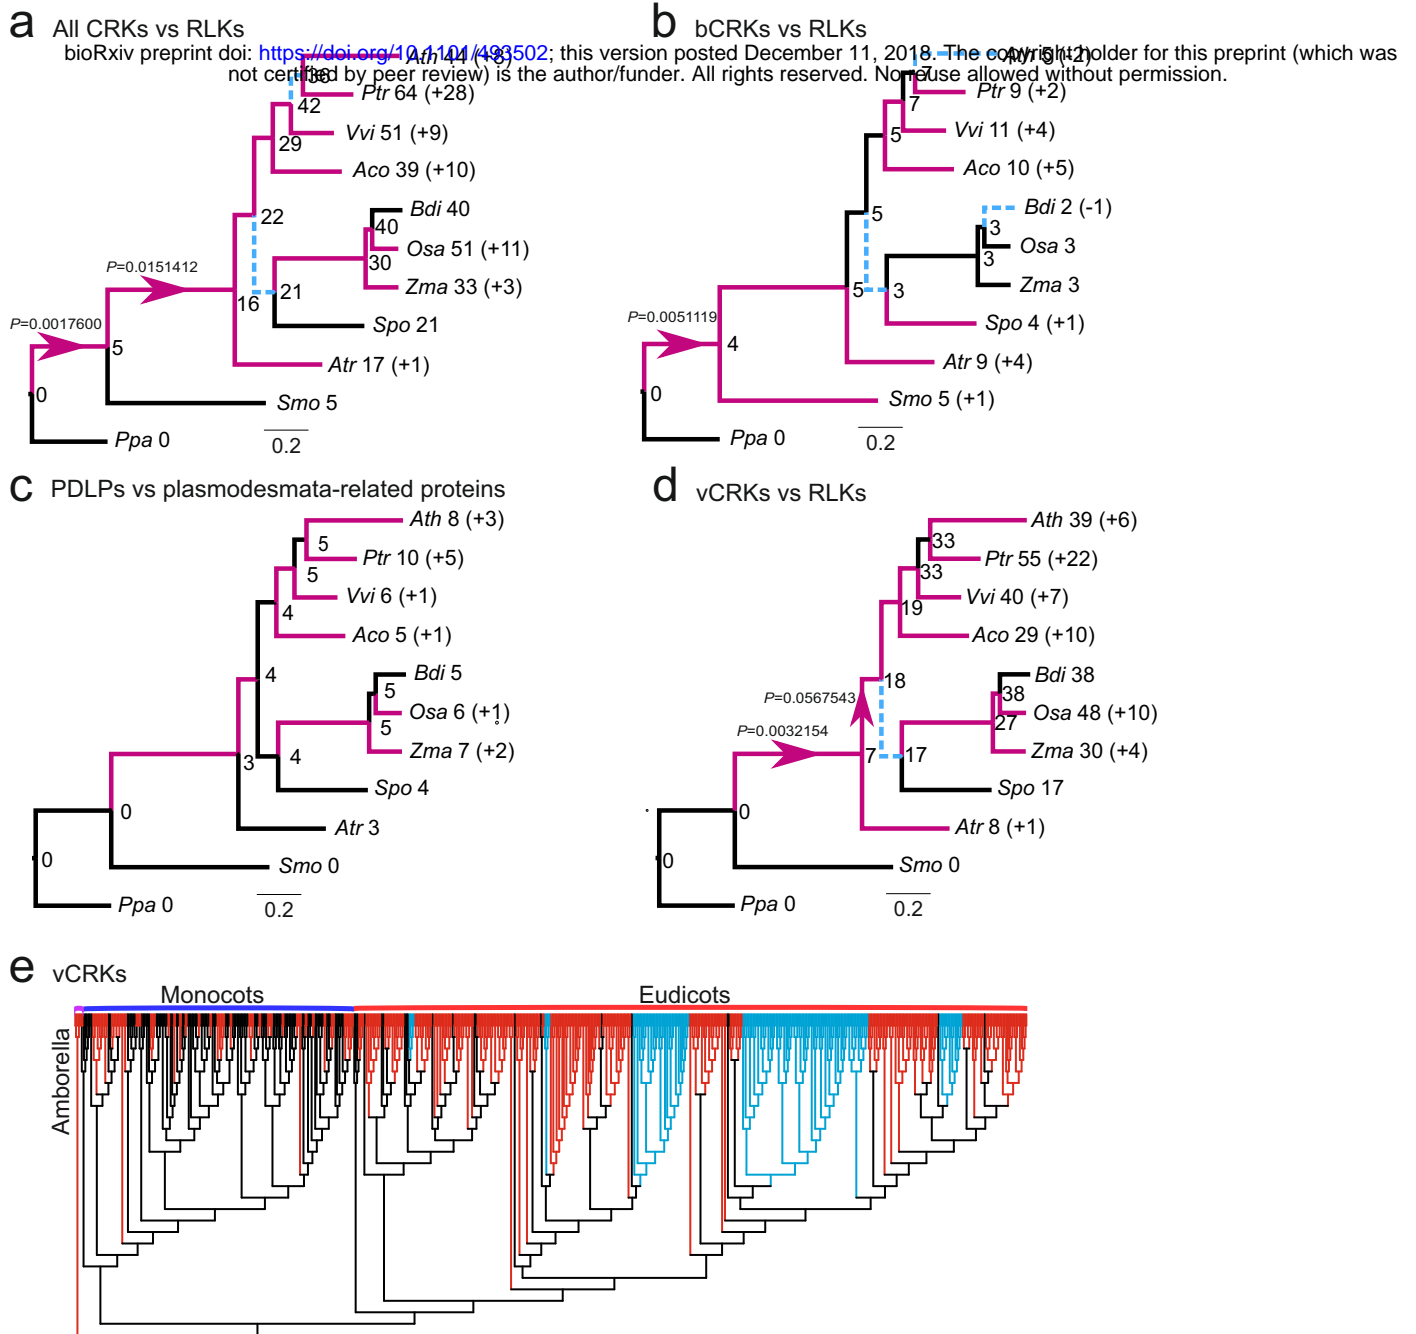 a All CRKs vs RLKs
b bCRKs vs RLKs
bioRxiv preprint doi: https://doi.org/10.1101/493502; this version posted December 11, 2018. The copyright holder for this preprint (which was
not certified by peer review) is the author/funder. All rights reserved. No reuse allowed without permission.
Ath 44 (+8)
36
Ptr 64 (+28)
42
Vvi 51 (+9)
29
Aco 39 (+10)
Bdi 40
22
40
Osa 51 (+11)
30
P=0.0151412
Zma 33 (+3)
16
21
P=0.0017600
Spo 21
5
Atr 17 (+1)
0
Smo 5
Ppa 0
0.2
Ath 5 (-2)
7
Ptr 9 (+2)
7
Vvi 11 (+4)
5
Aco 10 (+5)
Bdi 2 (-1)
5
3
Osa 3
3
Zma 3
5
3
P=0.0051119
Spo 4 (+1)
4
Atr 9 (+4)
0
Smo 5 (+1)
Ppa 0
0.2
c PDLPs vs plasmodesmata-related proteins
Ath 8 (+3)
5
Ptr 10 (+5)
5
Vvi 6 (+1)
4
Aco 5 (+1)
4
Bdi 5
5
Osa 6 (+1)
5
Zma 7 (+2)
3
4
Spo 4
0
Atr 3
0
Smo 0
Ppa 0
0.2
d vCRKs vs RLKs
Ath 39 (+6)
33
Ptr 55 (+22)
33
Vvi 40 (+7)
19
Aco 29 (+10)
18
Bdi 38
38
P=0.0567543
Osa 48 (+10)
27
P=0.0032154
Zma 30 (+4)
7
17
Spo 17
0
Atr 8 (+1)
0
Smo 0
Ppa 0
0.2
e vCRKs
Monocots
Eudicots
Amborella